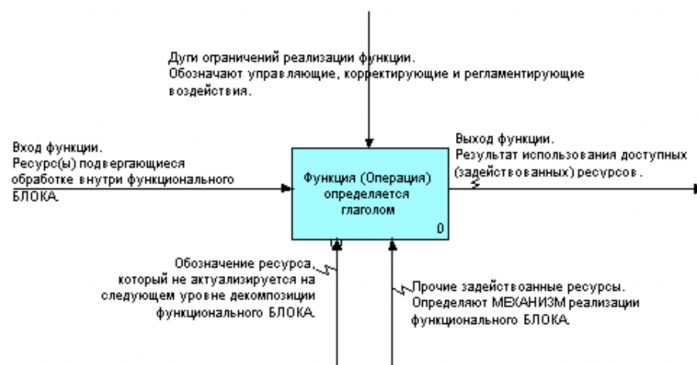 Дуги ограничений реализации функции.
Обозначают управляющие, корректирующие и регламентирующие
воздействия.
Вход функции.
Ресурс(ы) подвергающиеся
обработке внутри функционального
БЛОКА.
Функция (Операция)
определяется
глаголом
0
Выход функции.
Результат использования доступных
(задействованных) ресурсов.
Обозначение ресурса,
который не актуализируется на
следующем уровне декомпозиции
функционального БЛОКА.
Прочие задействоанные ресурсы.
Определяют МЕХАНИЗМ реализации
функционального БЛОКА.